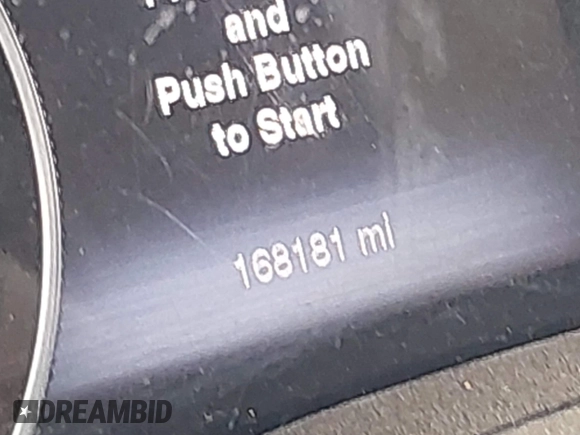 and
Push Button
to Start
168181 mi
DREAMBID